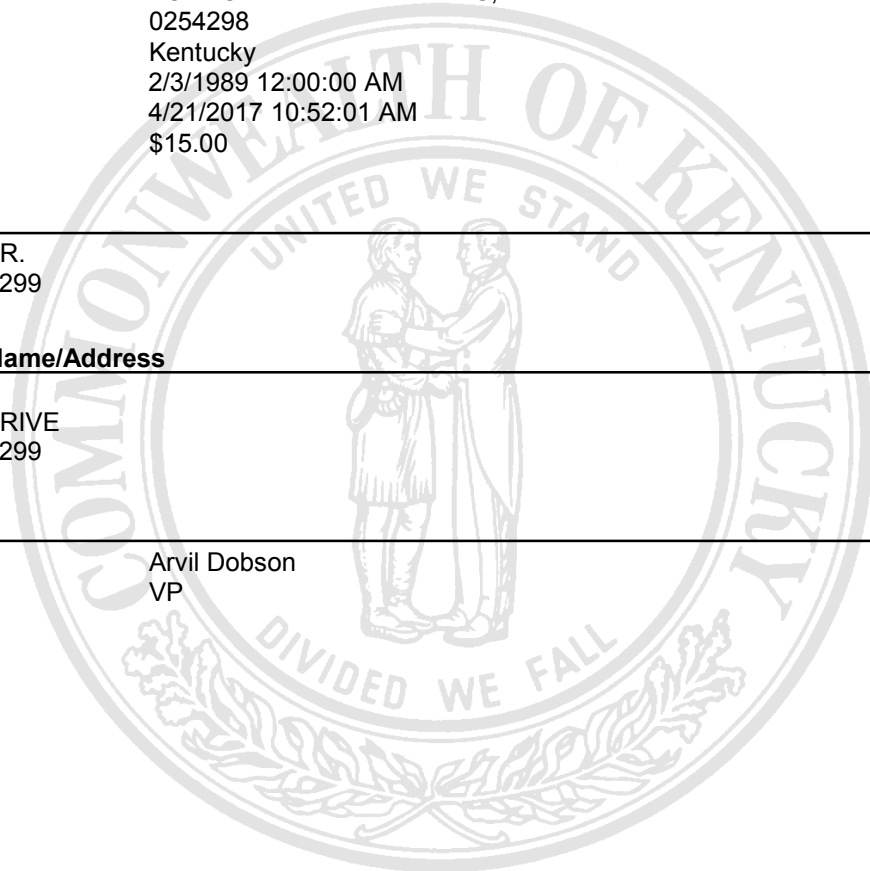 0254298
Kentucky
2/3/1989 12:00:00 AM
4/21/2017 10:52:01 AM
$15.00
R.
299
lame/Address
RIVE
299
Arvil Dobson
VP
COMMONWEALTH OF KENTUCKY
UNITED WE STAND
DIVIDED WE FALL